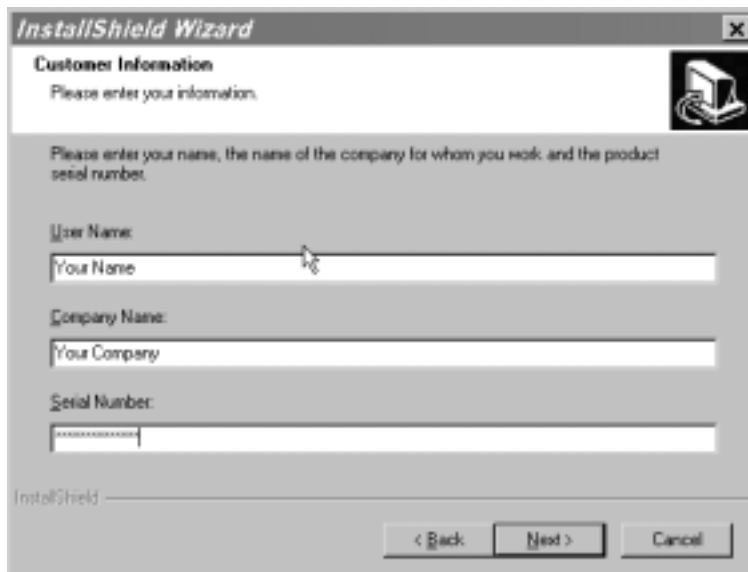 InstallShield Wizard
Customer Information
Please enter your information.
Please enter your name, the name of the company for whom you work and the product
serial number.
User Name:
Your Name
Company Name:
Your Company
Serial Number:
----------------
InstallShield
< Back
Next >
Cancel